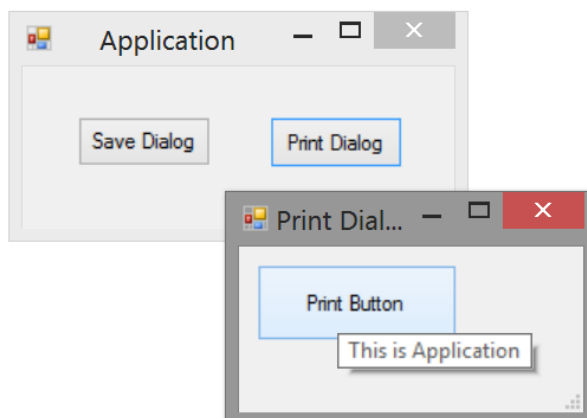 Application
Save Dialog
Print Dialog
Print Dial...
Print Button
This is Application